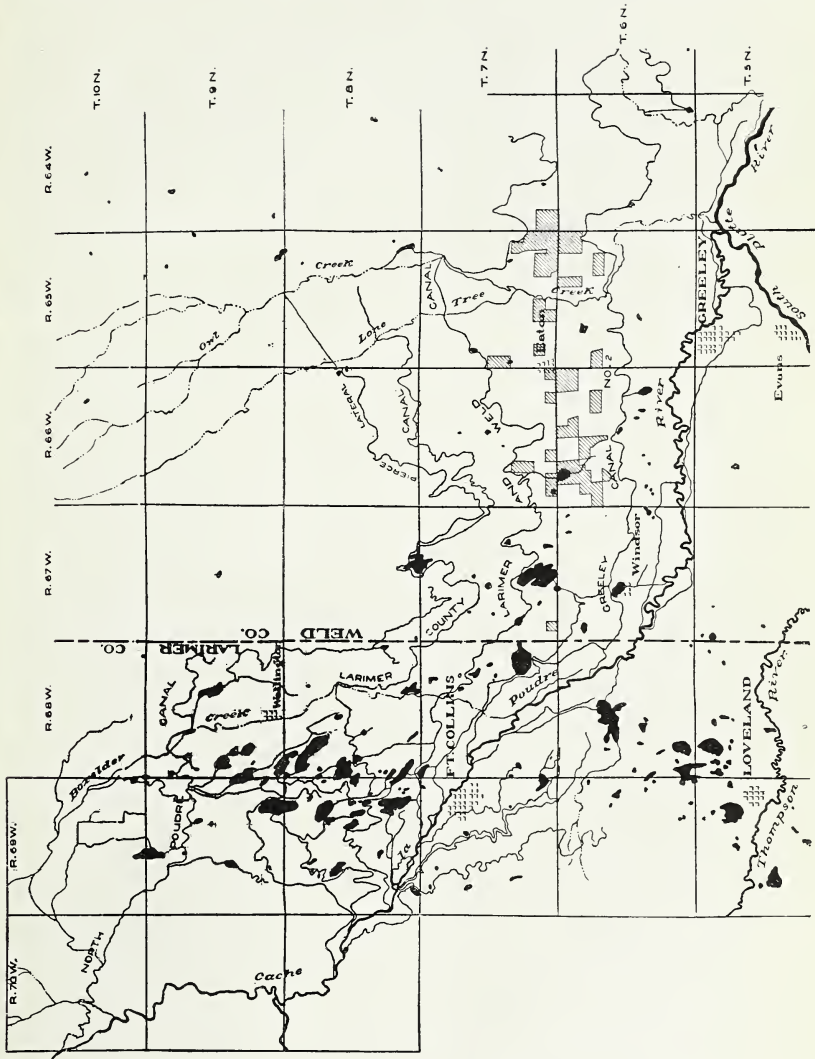 R.70W.
R.69W.
R.68W.
R.67W.
R.66W.
R.65W.
R.64W.
T.10N.
T.9N.
T.8N.
T.7N.
T.6N.
T.5N.
NORTH
POUDRE
CANAL
Boxelder
Creek
Wellington
LARIMER CO.
WELD CO.
LARIMER
COUNTY
CANAL
PIERCE
LATERAL
Owl
Creek
Lone
Tree
Creek
LARIMER
AND
WELD
CANAL
Eaton
GREELEY
CANAL
NO. 2
Windsor
Cache
la
Poudre
River
FT. COLLINS
GREELEY
Evans
South
Platte
River
LOVELAND
Thompson
River